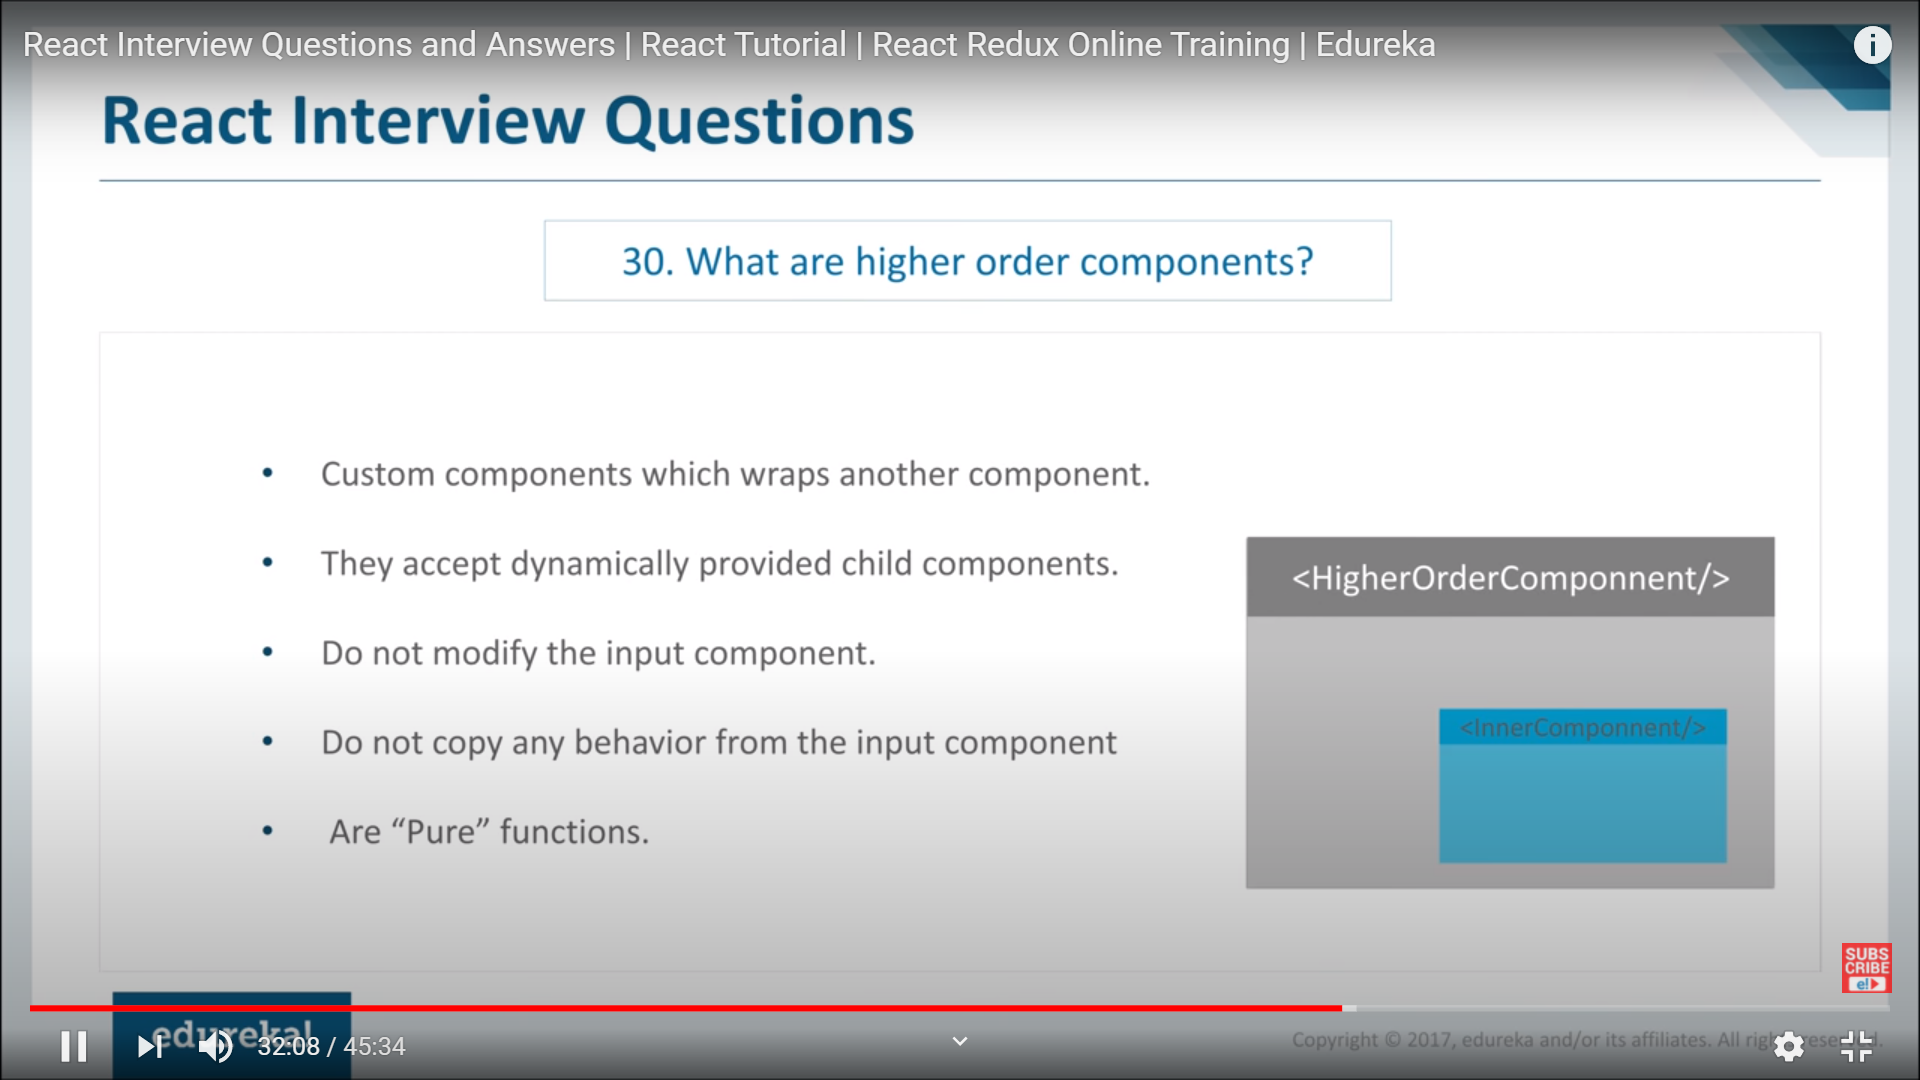 React Interview Questions and Answers | React Tutorial | React Redux Online Training | Edureka
React Interview Questions
30. What are higher order components?
• Custom components which wraps another component.
• They accept dynamically provided child components.
• Do not modify the input component.
• Do not copy any behavior from the input component
• Are “Pure” functions.
<HigherOrderComponnent/>
<InnerComponnent/>
SUBS
CRIBE
e!
edureka!
32:08 / 45:34
Copyright © 2017, edureka and/or its affiliates. All rights reserved.